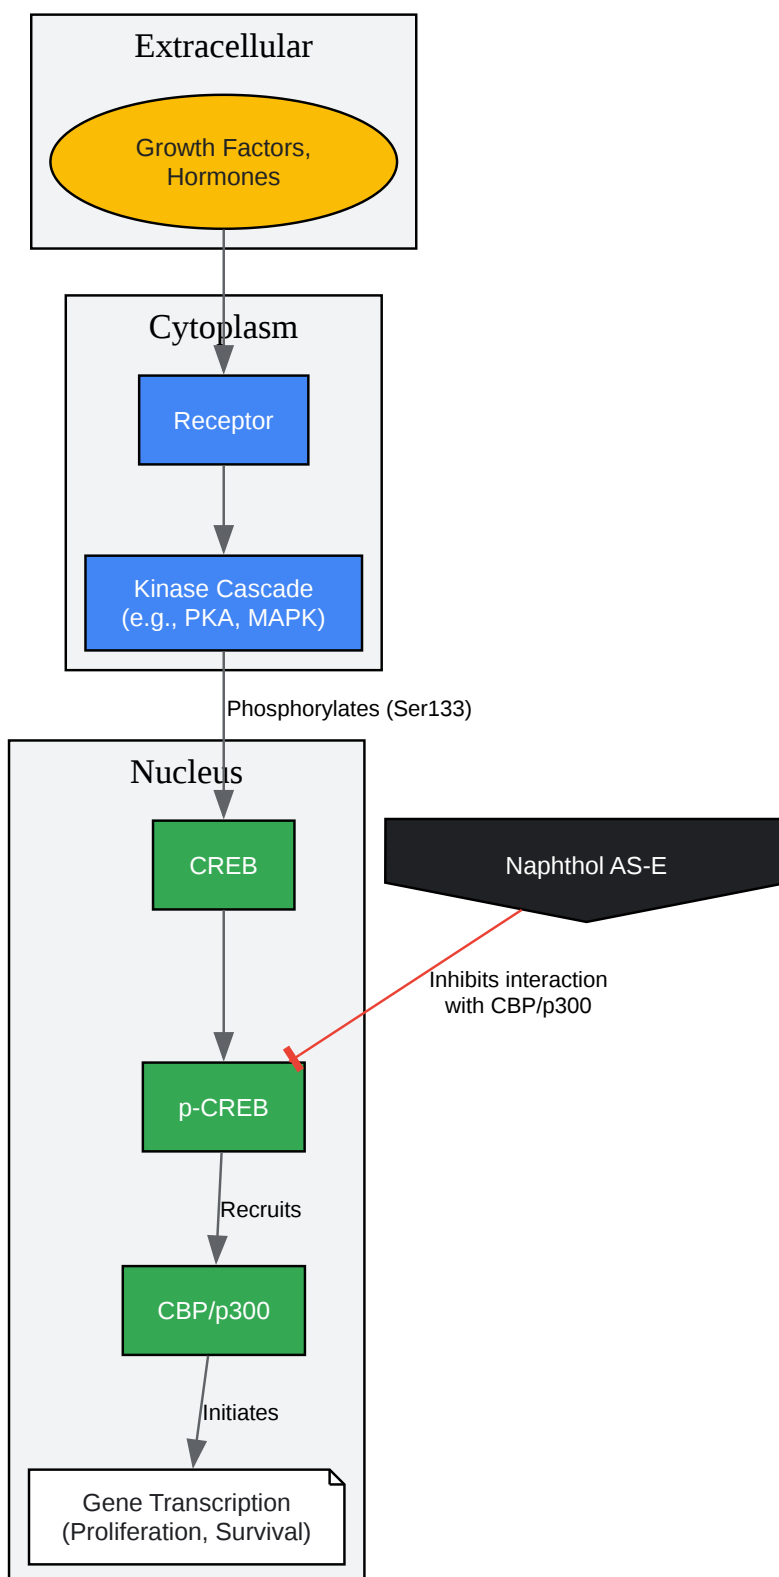 Extracellular
Growth Factors,
Hormones
Cytoplasm
Receptor
Kinase Cascade
(e.g., PKA, MAPK)
Phosphorylates (Ser133)
Nucleus
CREB
Naphthol AS-E
Inhibits interaction
with CBP/p300
p-CREB
Recruits
CBP/p300
Initiates
Gene Transcription
(Proliferation, Survival)